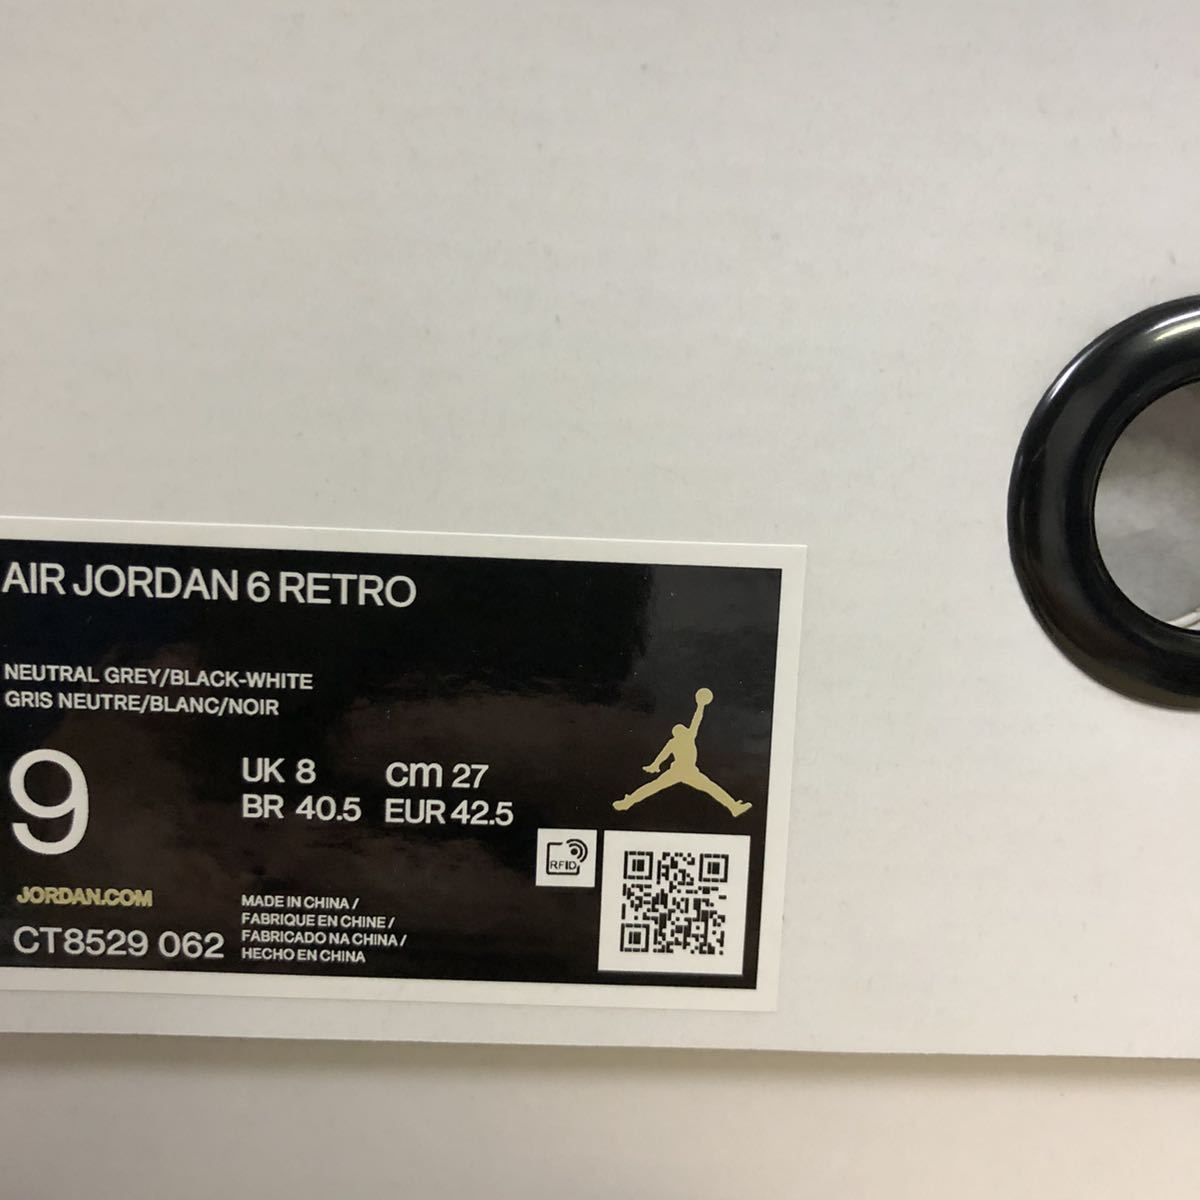 AIR JORDAN 6 RETRO
NEUTRAL GREY/BLACK-WHITE
GRIS NEUTRE/BLANC/NOIR
9
UK 8 cm 27
BR 40.5 EUR 42.5
RFID
JORDAN.COM
CT8529 062
MADE IN CHINA /
FABRIQUE EN CHINE /
FABRICADO NA CHINA /
HECHO EN CHINA